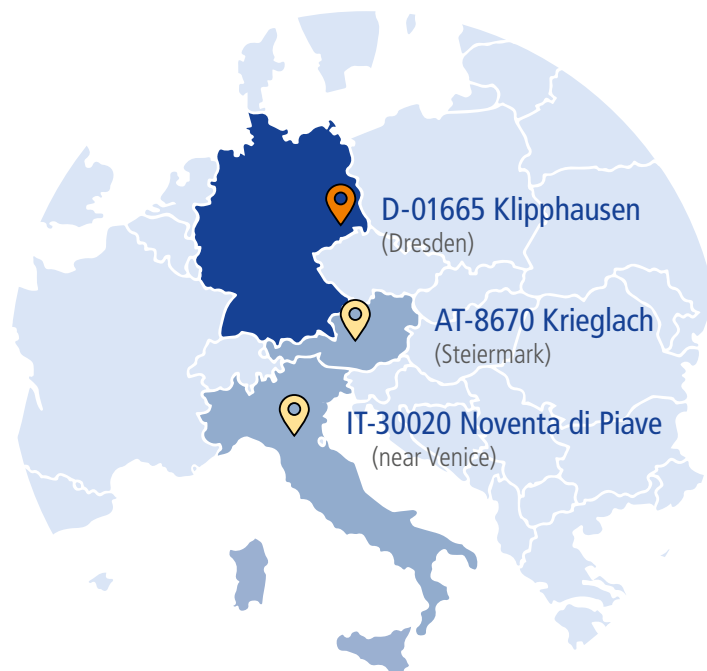 D-01665 Klipphausen
(Dresden)
AT-8670 Krieglach
(Steiermark)
IT-30020 Noventa di Piave
(near Venice)